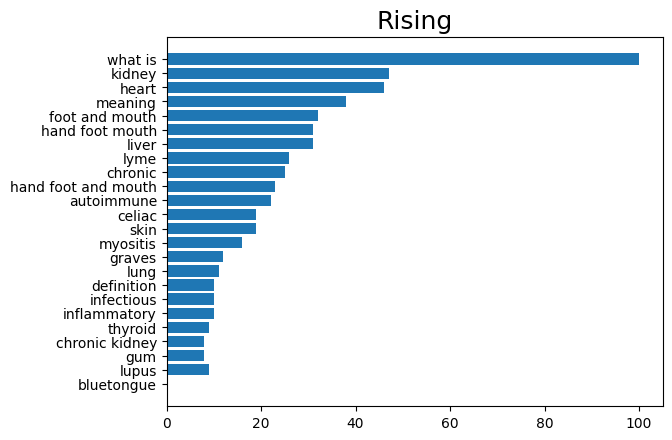 Rising
what is
kidney
heart
meaning
foot and mouth
hand foot mouth
liver
lyme
chronic
hand foot and mouth
autoimmune
celiac
skin
myositis
graves
lung
definition
infectious
inflammatory
thyroid
chronic kidney
gum
lupus
bluetongue
0 20 40 60 80 100